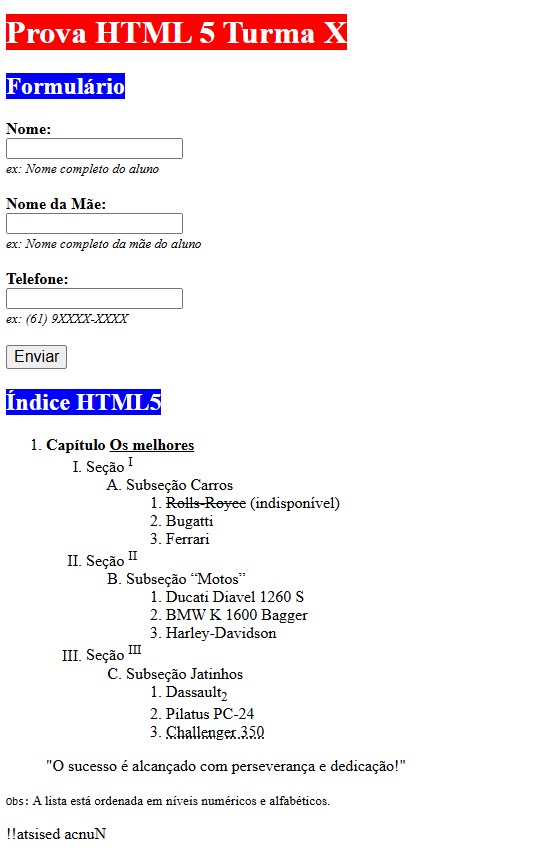 Prova HTML 5 Turma X
Formulário
Nome:
ex: Nome completo do aluno
Nome da Mãe:
ex: Nome completo da mãe do aluno
Telefone:
ex: (61) 9XXXX-XXXX
Enviar
Índice HTML5
1. Capítulo Os melhores
I. Seção I
A. Subseção Carros
1. Rolls-Royce (indisponível)
2. Bugatti
3. Ferrari
II. Seção II
B. Subseção “Motos”
1. Ducati Diavel 1260 S
2. BMW K 1600 Bagger
3. Harley-Davidson
III. Seção III
C. Subseção Jatinhos
1. Dassault2
2. Pilatus PC-24
3. Challenger 350
"O sucesso é alcançado com perseverança e dedicação!"
Obs: A lista está ordenada em níveis numéricos e alfabéticos.
!!atsised acnuN